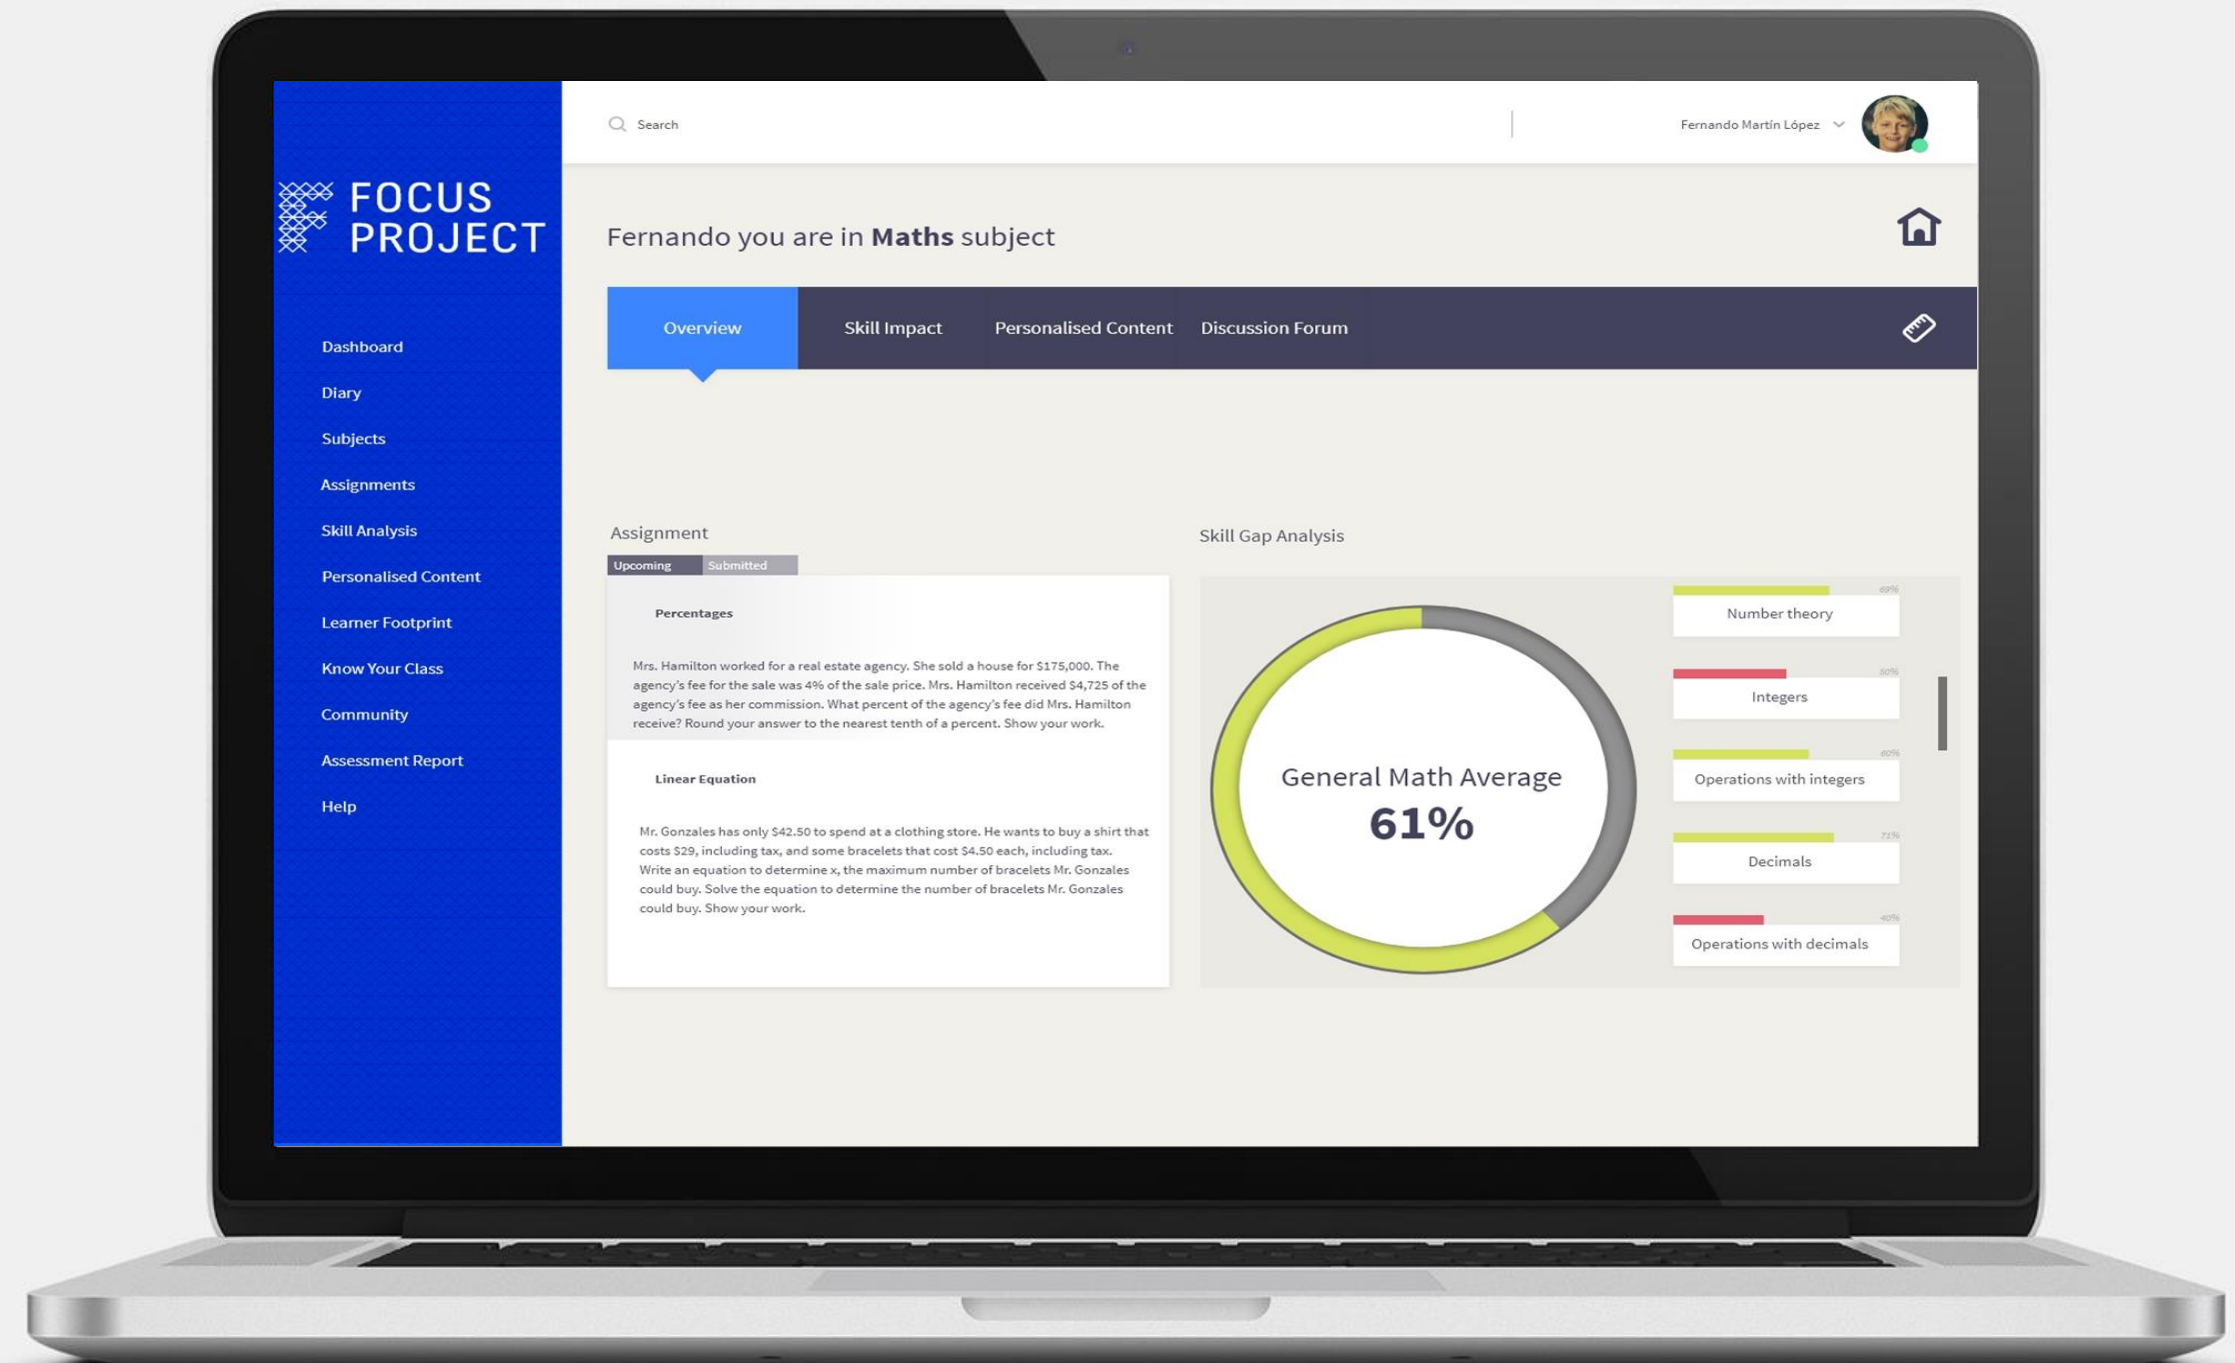 FOCUS
PROJECT
Dashboard
Diary
Subjects
Assignments
Skill Analysis
Personalised Content
Learner Footprint
Know Your Class
Community
Assessment Report
Help
Search
Fernando Martín López
Fernando you are in Maths subject
Overview
Skill Impact
Personalised Content
Discussion Forum
Assignment
Upcoming
Submitted
Percentages
Mrs. Hamilton worked for a real estate agency. She sold a house for $175,000. The
agency's fee for the sale was 4% of the sale price. Mrs. Hamilton received $4,725 of the
agency's fee as her commission. What percent of the agency's fee did Mrs. Hamilton
receive? Round your answer to the nearest tenth of a percent. Show your work.
Linear Equation
Mr. Gonzales has only $42.50 to spend at a clothing store. He wants to buy a shirt that
costs $29, including tax, and some bracelets that cost $4.50 each, including tax.
Write an equation to determine x, the maximum number of bracelets Mr. Gonzales
could buy. Solve the equation to determine the number of bracelets Mr. Gonzales
could buy. Show your work.
Skill Gap Analysis
General Math Average
61%
69%
Number theory
50%
Integers
60%
Operations with integers
71%
Decimals
40%
Operations with decimals